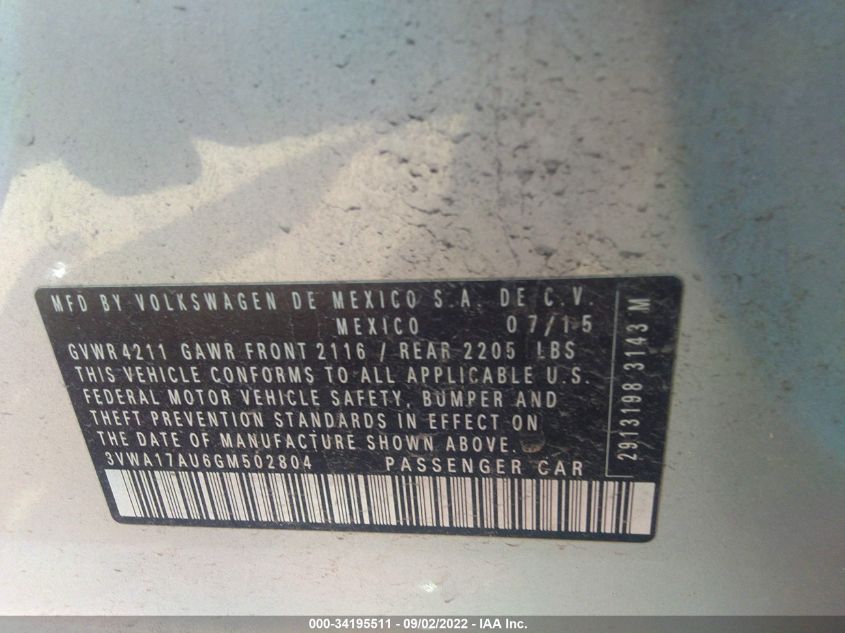 MFD BY VOLKSWAGEN DE MEXICO S.A. DE C.V.
MEXICO 07/15
GVWR 4211 GAWR FRONT 2116 / REAR 2205 LBS
THIS VEHICLE CONFORMS TO ALL APPLICABLE U.S.
FEDERAL MOTOR VEHICLE SAFETY, BUMPER AND
THEFT PREVENTION STANDARDS IN EFFECT ON
THE DATE OF MANUFACTURE SHOWN ABOVE.
3VWA17AU6GM502804 PASSENGER CAR
2913198 3143 M
000-34195511 - 09/02/2022 - IAA Inc.